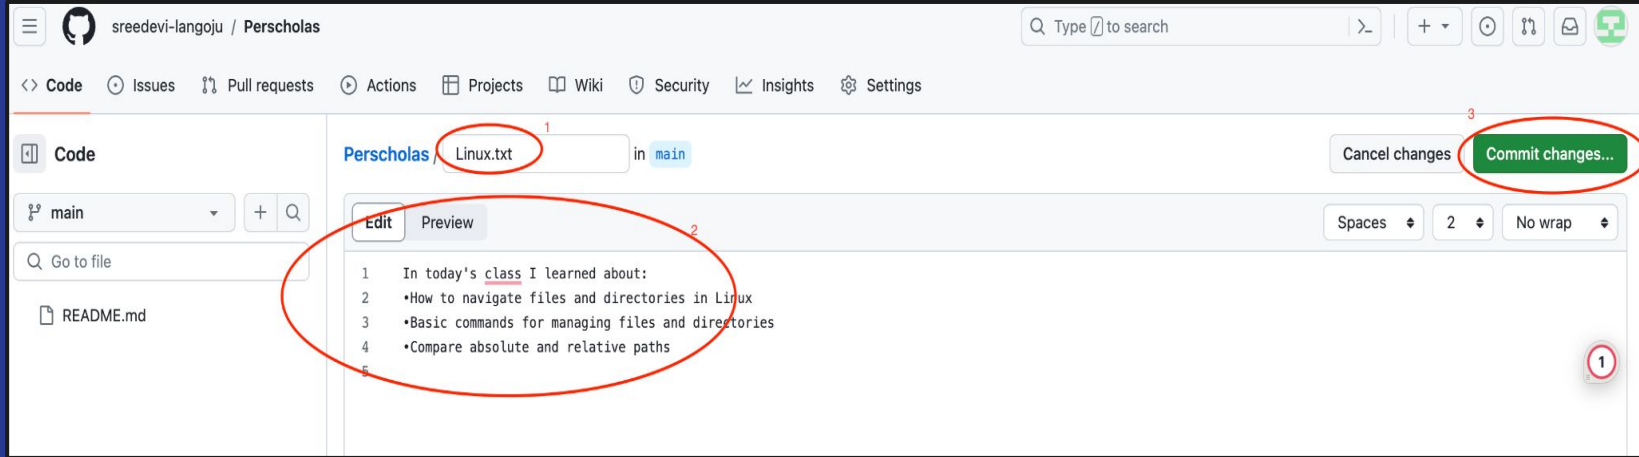 sreedevi-langoju / Perscholas
Type / to search
Code Issues Pull requests Actions Projects Wiki Security Insights Settings
1
3
Code
Perscholas / Linux.txt in main
Cancel changes Commit changes...
main
Edit Preview
2
Spaces 2 No wrap
Go to file
1 In today's class I learned about:
2 •How to navigate files and directories in Linux
3 •Basic commands for managing files and directories
4 •Compare absolute and relative paths
5
README.md
1